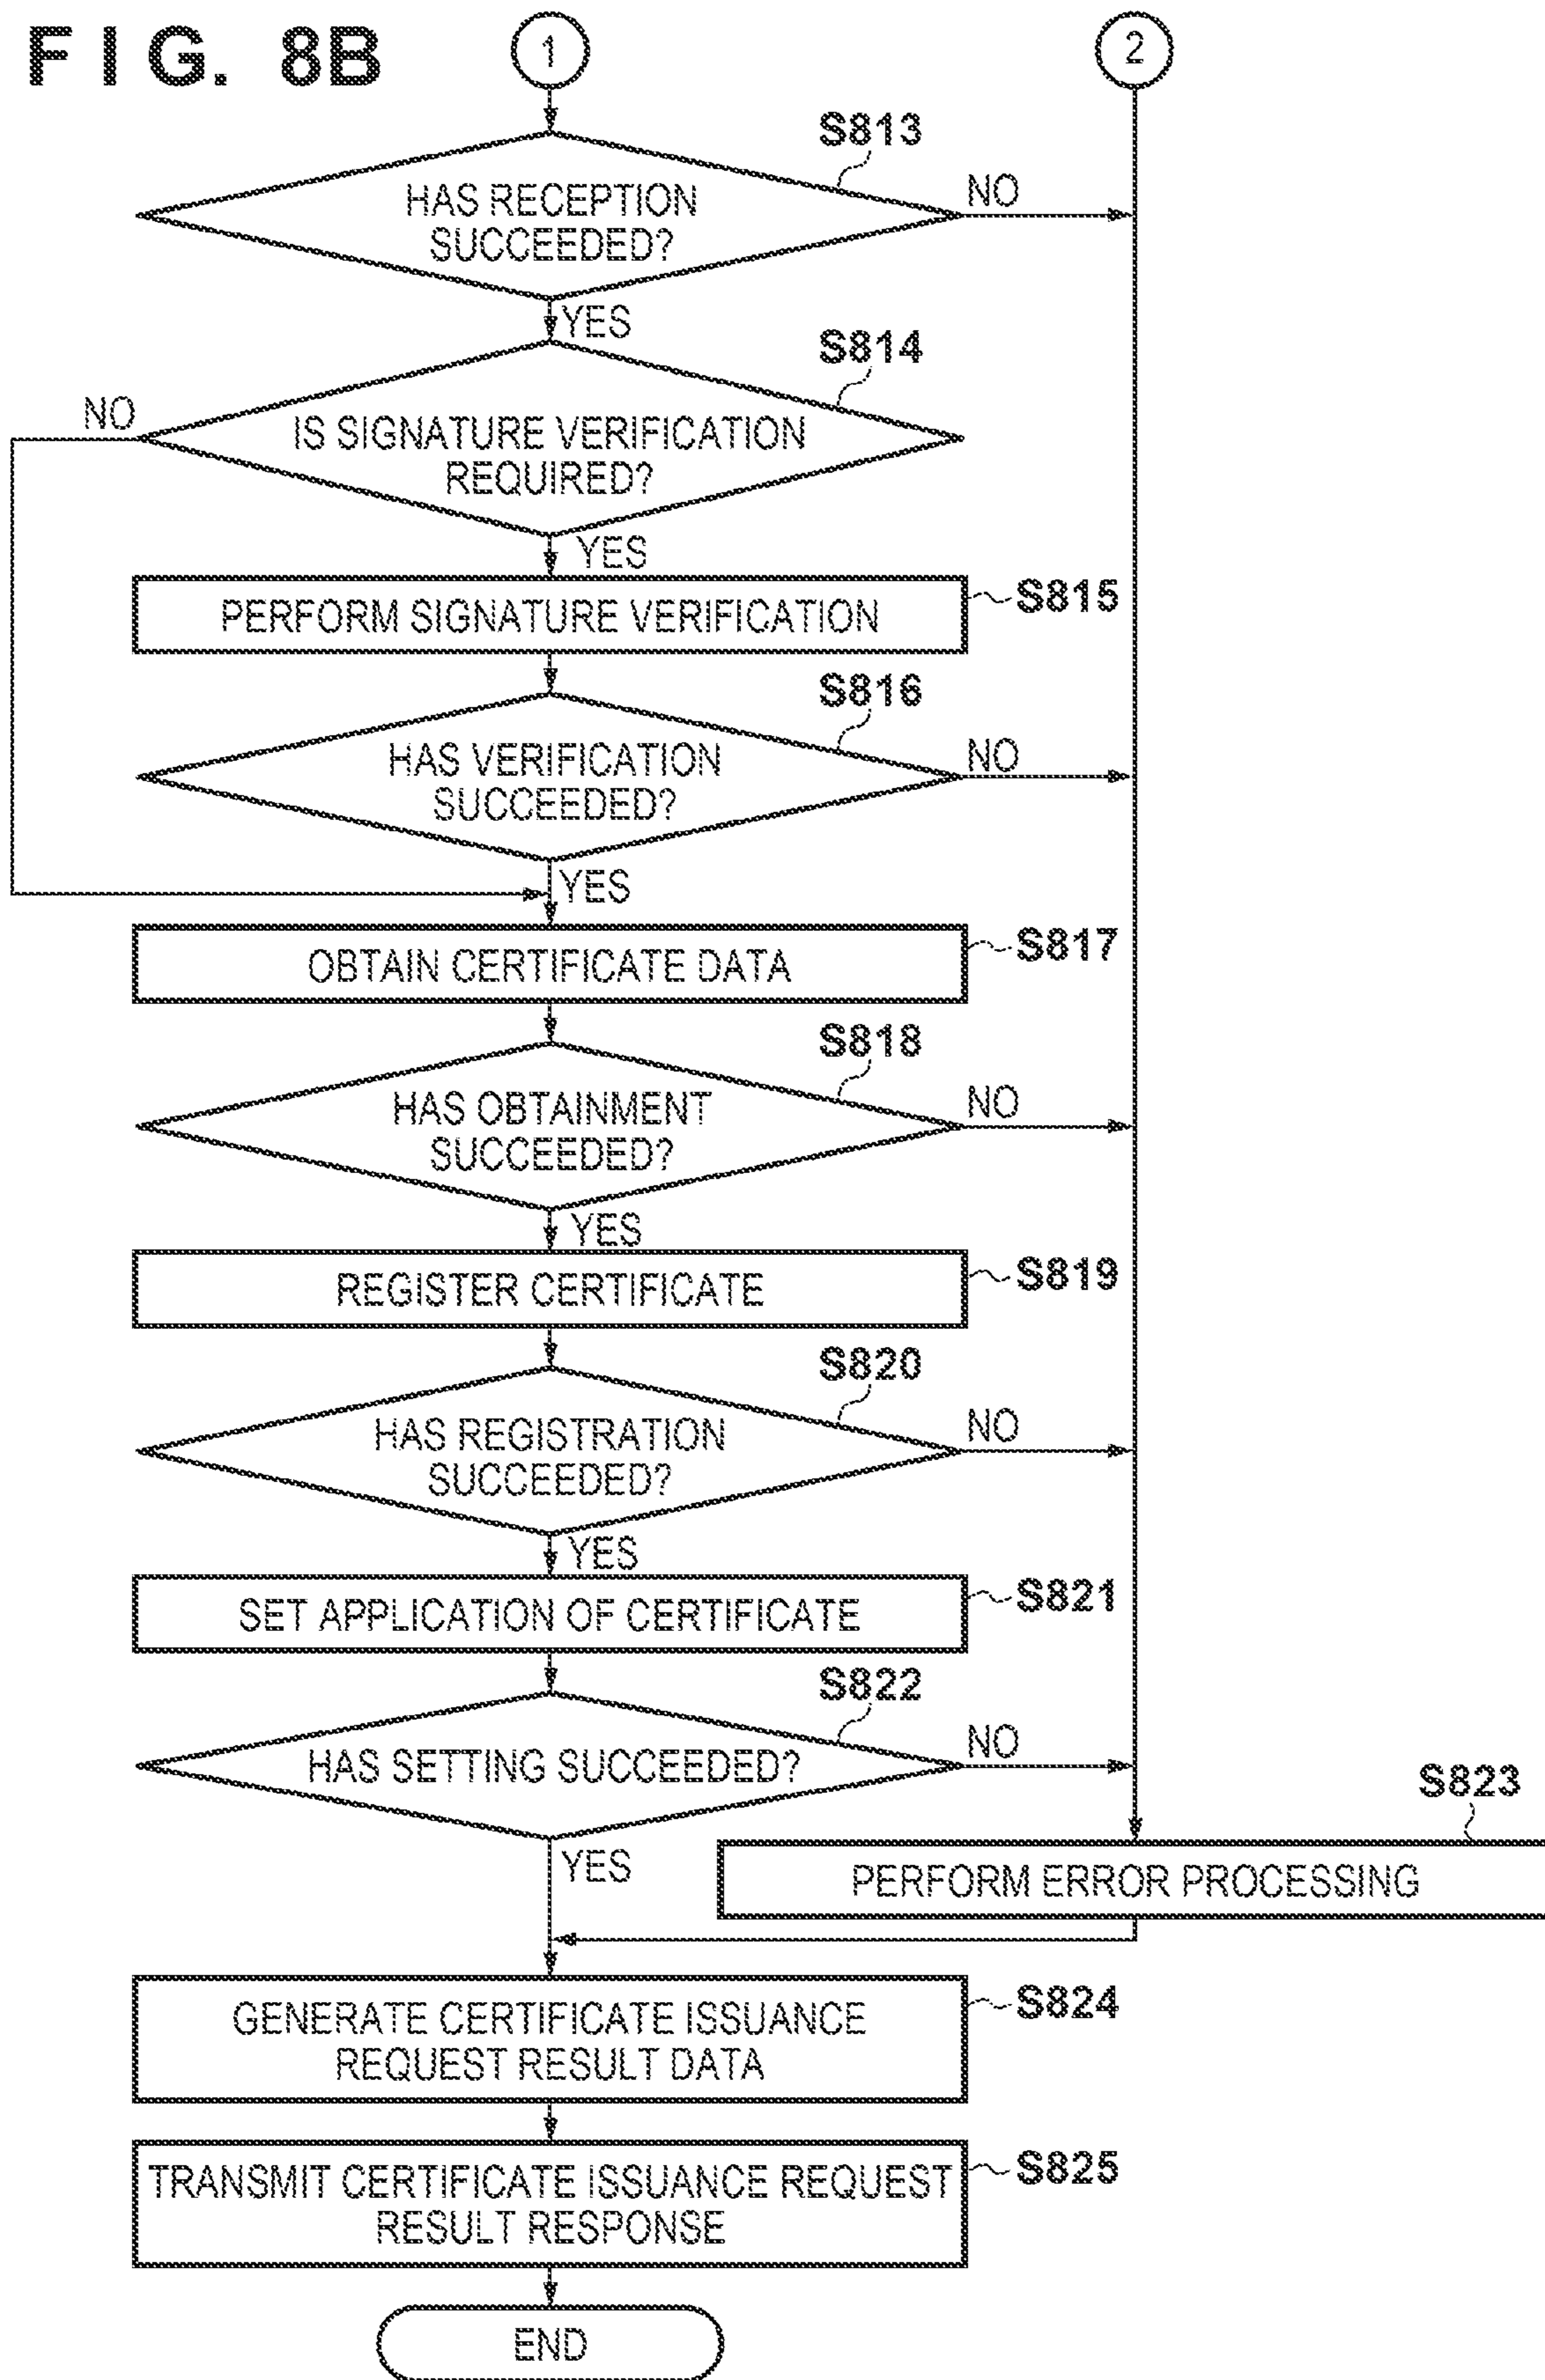 FIG. 8B
1
2
S813
HAS RECEPTION
SUCCEEDED?
NO
YES
S814
NO
IS SIGNATURE VERIFICATION
REQUIRED?
YES
PERFORM SIGNATURE VERIFICATION
S815
S816
HAS VERIFICATION
SUCCEEDED?
NO
YES
OBTAIN CERTIFICATE DATA
S817
S818
HAS OBTAINMENT
SUCCEEDED?
NO
YES
REGISTER CERTIFICATE
S819
S820
HAS REGISTRATION
SUCCEEDED?
NO
YES
SET APPLICATION OF CERTIFICATE
S821
S822
HAS SETTING SUCCEEDED?
NO
YES
S823
PERFORM ERROR PROCESSING
GENERATE CERTIFICATE ISSUANCE
REQUEST RESULT DATA
S824
TRANSMIT CERTIFICATE ISSUANCE REQUEST
RESULT RESPONSE
S825
END